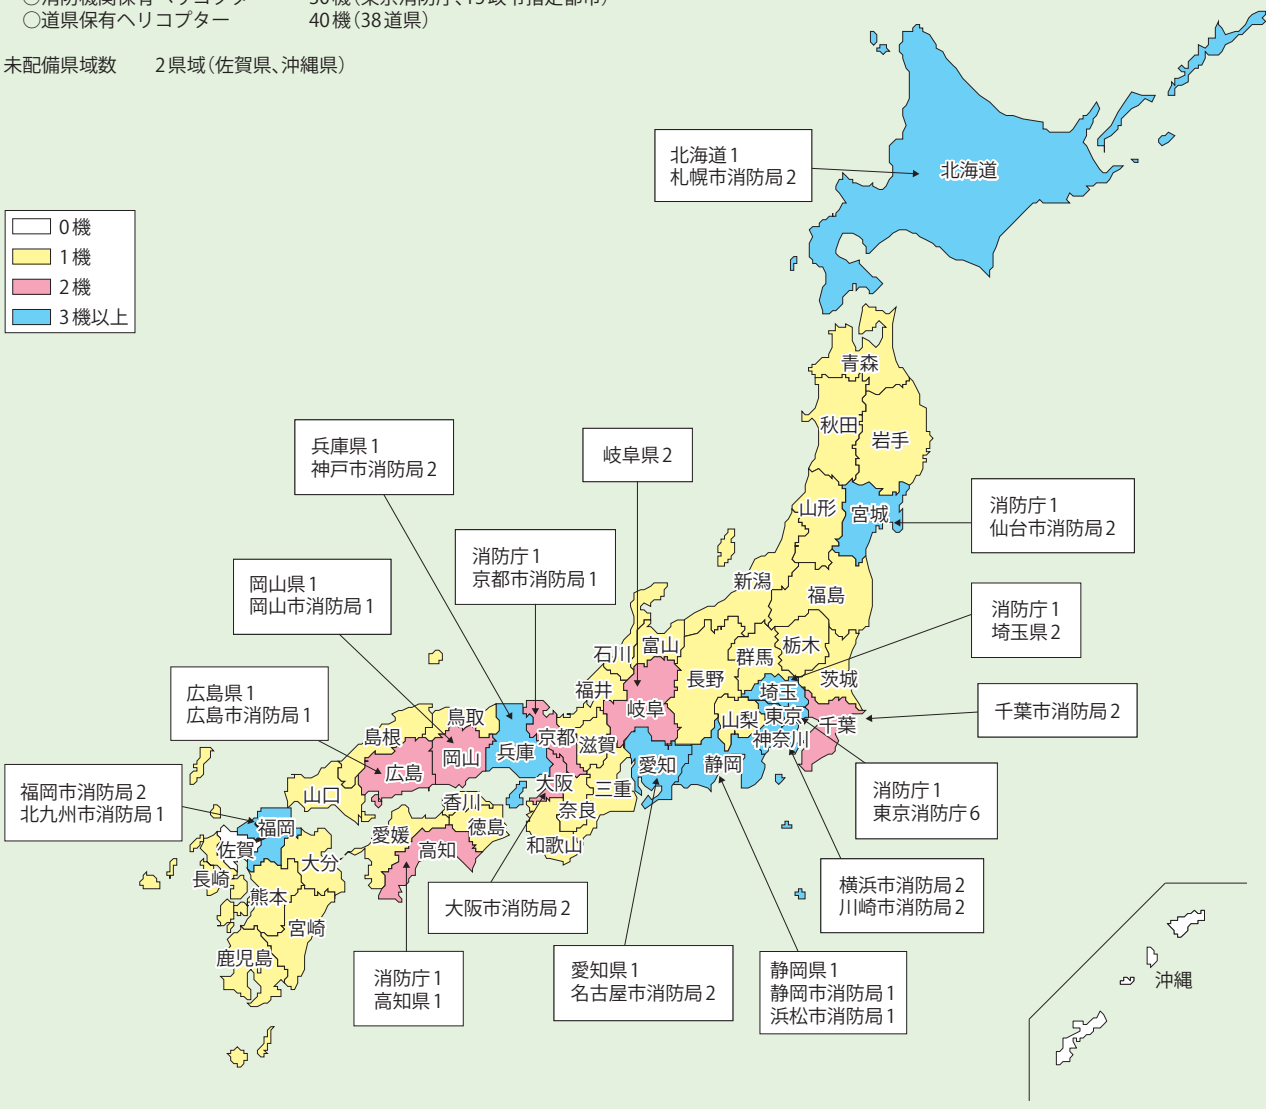 ○道県保有ヘリコプター　40機（38道県）
未配備県域数　2県域（佐賀県、沖縄県）
0機
1機
2機
3機以上
北海道1
札幌市消防局2
北海道
青森
秋田
岩手
兵庫県1
神戸市消防局2
岐阜県2
山形
宮城
消防庁1
仙台市消防局2
消防庁1
京都市消防局1
岡山県1
岡山市消防局1
新潟
福島
消防庁1
埼玉県2
石川
富山
群馬
栃木
広島県1
広島市消防局1
福井
岐阜
長野
埼玉
茨城
千葉市消防局2
島根
鳥取
京都
滋賀
山梨
東京
千葉
神奈川
広島
岡山
兵庫
愛知
静岡
福岡市消防局2
北九州市消防局1
山口
大阪
三重
消防庁1
東京消防庁6
福岡
香川
奈良
佐賀
愛媛
徳島
和歌山
高知
長崎
大分
熊本
大阪市消防局2
横浜市消防局2
川崎市消防局2
宮崎
鹿児島
消防庁1
高知県1
愛知県1
名古屋市消防局2
静岡県1
静岡市消防局1
浜松市消防局1
沖縄